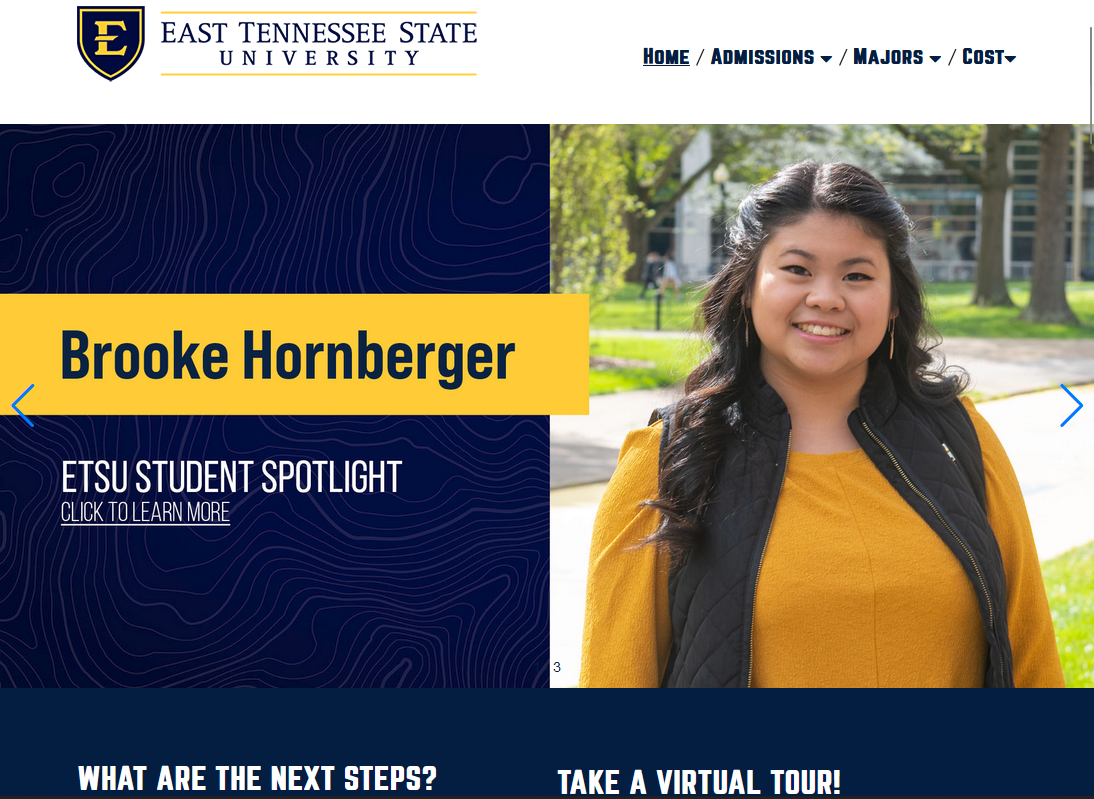 E
EAST TENNESSEE STATE
UNIVERSITY
HOME / ADMISSIONS / MAJORS / COST
Brooke Hornberger
ETSU STUDENT SPOTLIGHT
CLICK TO LEARN MORE
3
WHAT ARE THE NEXT STEPS?
TAKE A VIRTUAL TOUR!